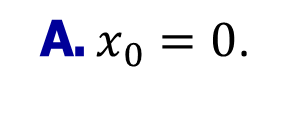 A. x₀ = 0.